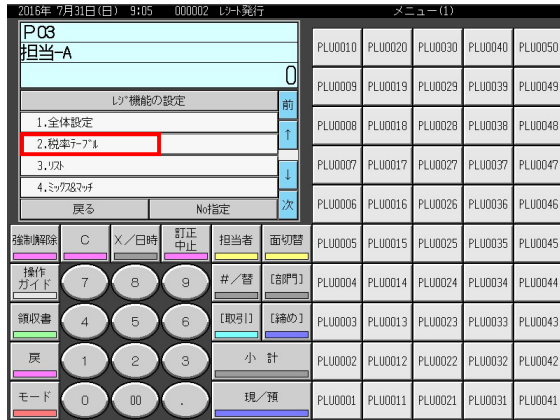 2016年 7月31日(日) 9:05 000002 ﾚｼｰﾄ発行 メニュー(1)
P03
担当-A
0
ﾚｼﾞ機能の設定
前
1.全体設定
↑
2.税率ﾃｰﾌﾞﾙ
3.ﾘｽﾄ
↓
4.ﾐｯｸｽ&ﾏｯﾁ
戻る No指定 次
強制解除 C ×/日時 訂正中止 担当者 面切替
操作ガイド 7 8 9 #/替 [部門]
領収書 4 5 6 [取引] [締め]
戻 1 2 3 小 計
モード 0 00 . 現/預
PLU0010 PLU0020 PLU0030 PLU0040 PLU0050
PLU0009 PLU0019 PLU0029 PLU0039 PLU0049
PLU0008 PLU0018 PLU0028 PLU0038 PLU0048
PLU0007 PLU0017 PLU0027 PLU0037 PLU0047
PLU0006 PLU0016 PLU0026 PLU0036 PLU0046
PLU0005 PLU0015 PLU0025 PLU0035 PLU0045
PLU0004 PLU0014 PLU0024 PLU0034 PLU0044
PLU0003 PLU0013 PLU0023 PLU0033 PLU0043
PLU0002 PLU0012 PLU0022 PLU0032 PLU0042
PLU0001 PLU0011 PLU0021 PLU0031 PLU0041